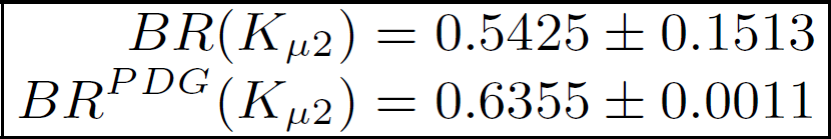 BR(K_{μ2}) = 0.5425 ± 0.1513
BR^{PDG}(K_{μ2}) = 0.6355 ± 0.0011